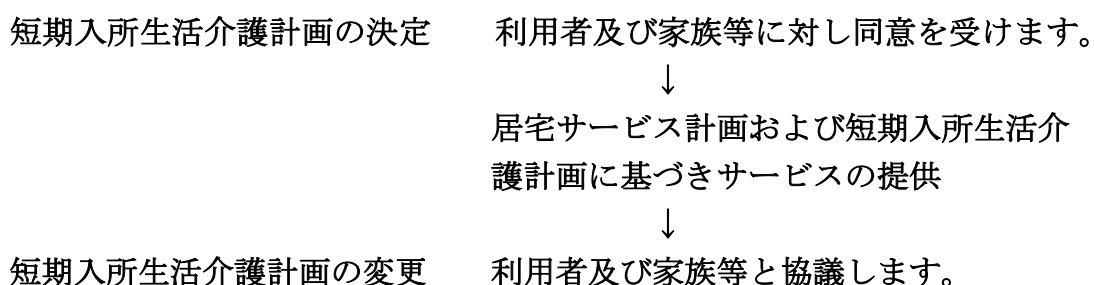 短期入所生活介護計画の決定　　利用者及び家族等に対し同意を受けます。
↓
居宅サービス計画および短期入所生活介
護計画に基づきサービスの提供
↓
短期入所生活介護計画の変更　　利用者及び家族等と協議します。